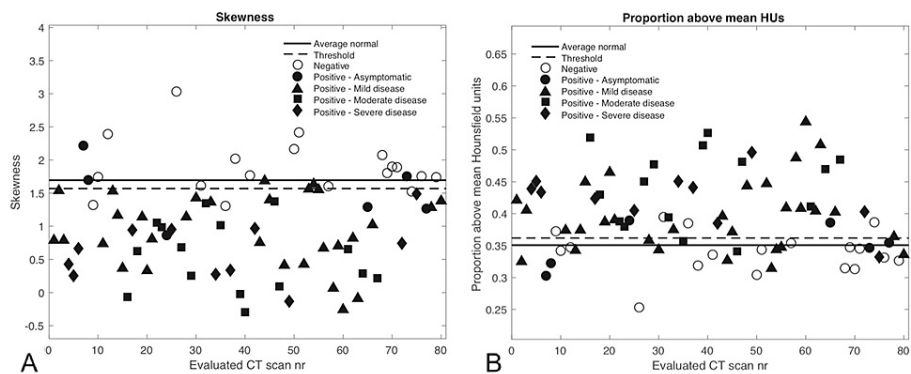 Skewness
4
3.5
3
2.5
2
1.5
1
0.5
0
-0.5
Skewness
Average normal
Threshold
Negative
Positive - Asymptomatic
Positive - Mild disease
Positive - Moderate disease
Positive - Severe disease
0 10 20 30 40 50 60 70 80
Evaluated CT scan nr
A
Proportion above mean HUs
0.65
0.6
0.55
0.5
0.45
0.4
0.35
0.3
0.25
Proportion above mean Hounsfield units
Average normal
Threshold
Negative
Positive - Asymptomatic
Positive - Mild disease
Positive - Moderate disease
Positive - Severe disease
0 10 20 30 40 50 60 70 80
Evaluated CT scan nr
B